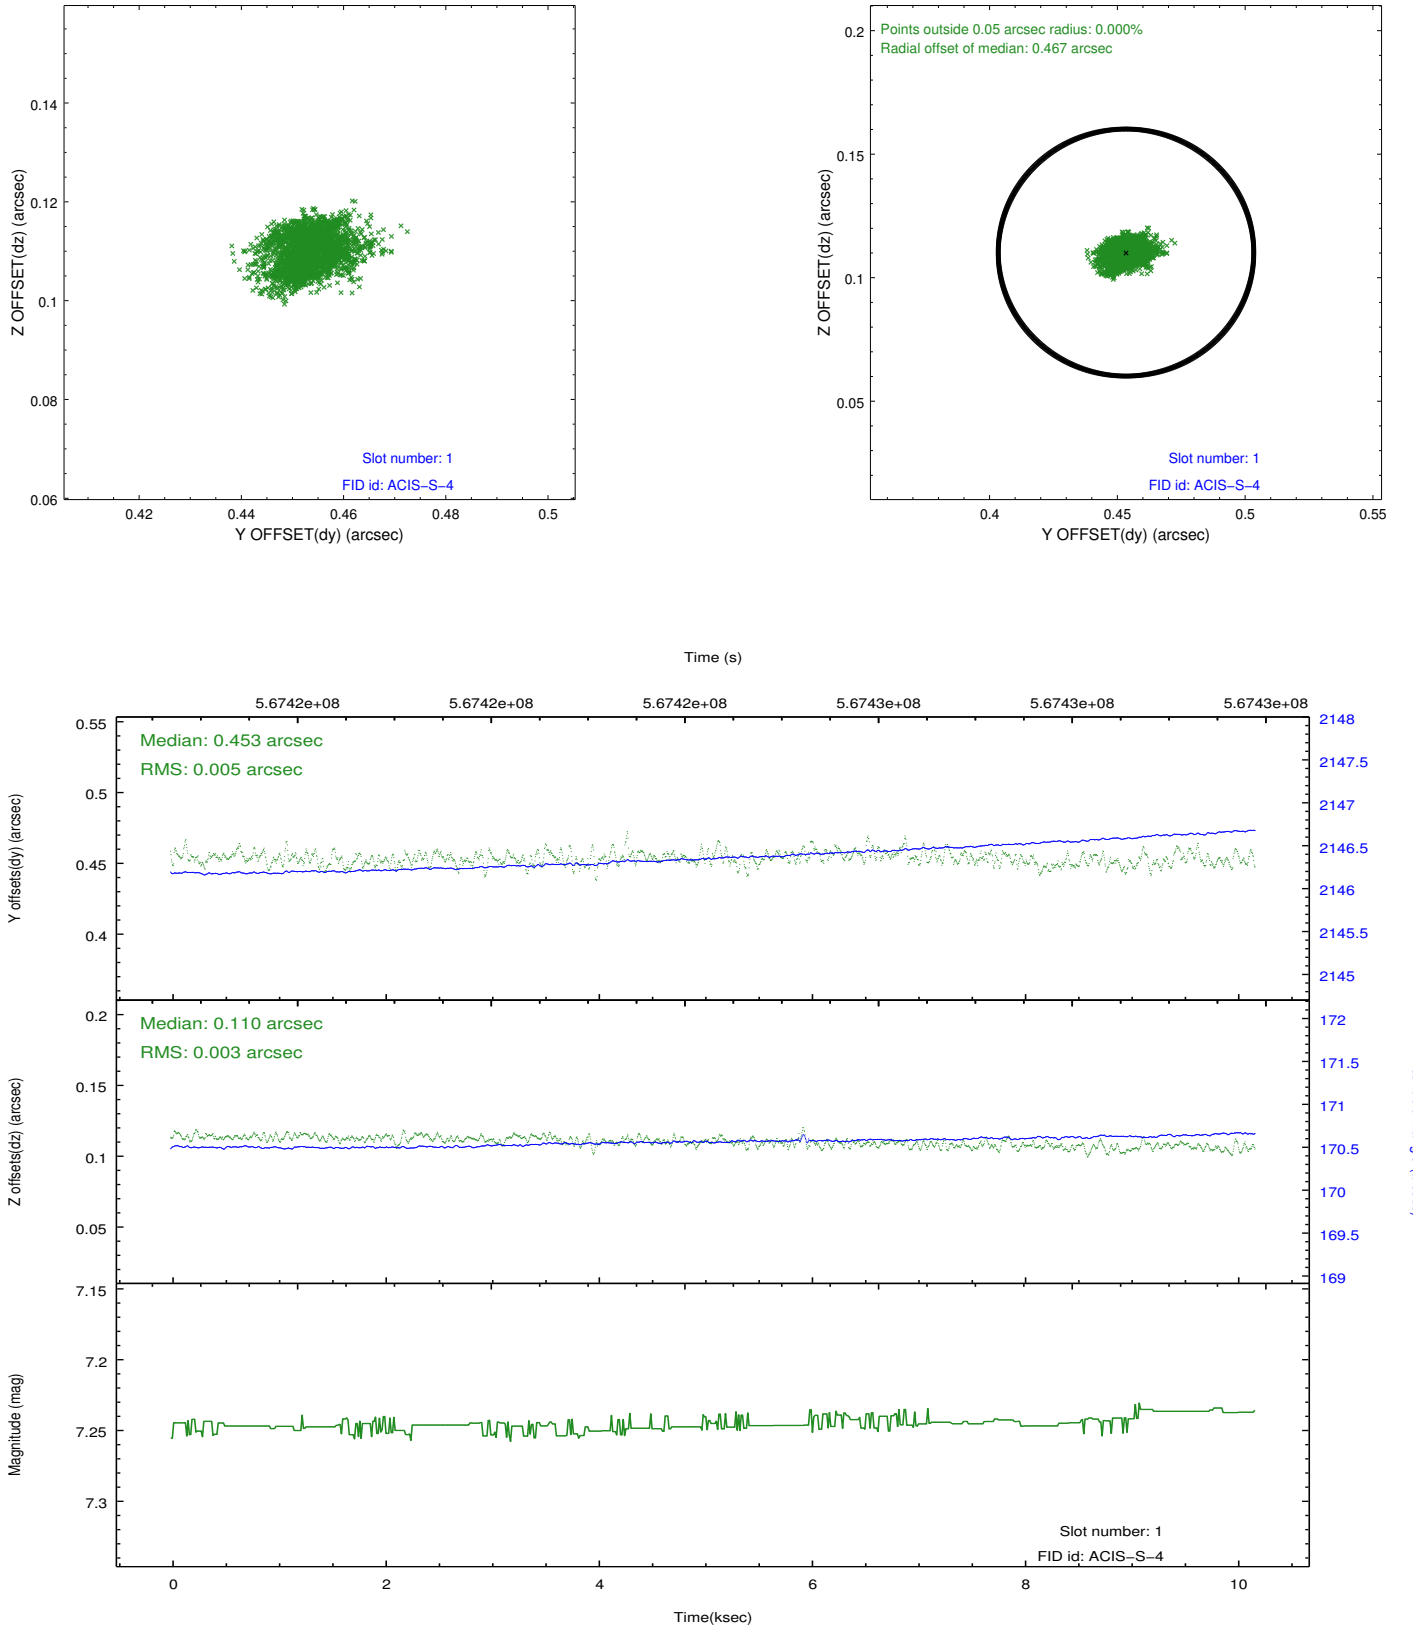 0.14
0.12
0.1
0.08
0.06
Z OFFSET(dz) (arcsec)
Slot number: 1
FID id: ACIS−S−4
0.42 0.44 0.46 0.48 0.5
Y OFFSET(dy) (arcsec)
Points outside 0.05 arcsec radius: 0.000%
Radial offset of median: 0.467 arcsec
0.2
0.15
0.1
0.05
Z OFFSET(dz) (arcsec)
Slot number: 1
FID id: ACIS−S−4
0.4 0.45 0.5 0.55
Y OFFSET(dy) (arcsec)
Time (s)
5.6742e+08 5.6742e+08 5.6742e+08 5.6743e+08 5.6743e+08 5.6743e+08
Median: 0.453 arcsec
RMS: 0.005 arcsec
0.55
0.5
0.45
0.4
Y offsets(dy) (arcsec)
2148
2147.5
2147
2146.5
2146
2145.5
2145
Median: 0.110 arcsec
RMS: 0.003 arcsec
0.2
0.15
0.1
0.05
Z offsets(dz) (arcsec)
172
171.5
171
170.5
170
169.5
169
7.15
7.2
7.25
7.3
Magnitude (mag)
Slot number: 1
FID id: ACIS−S−4
0 2 4 6 8 10
Time(ksec)